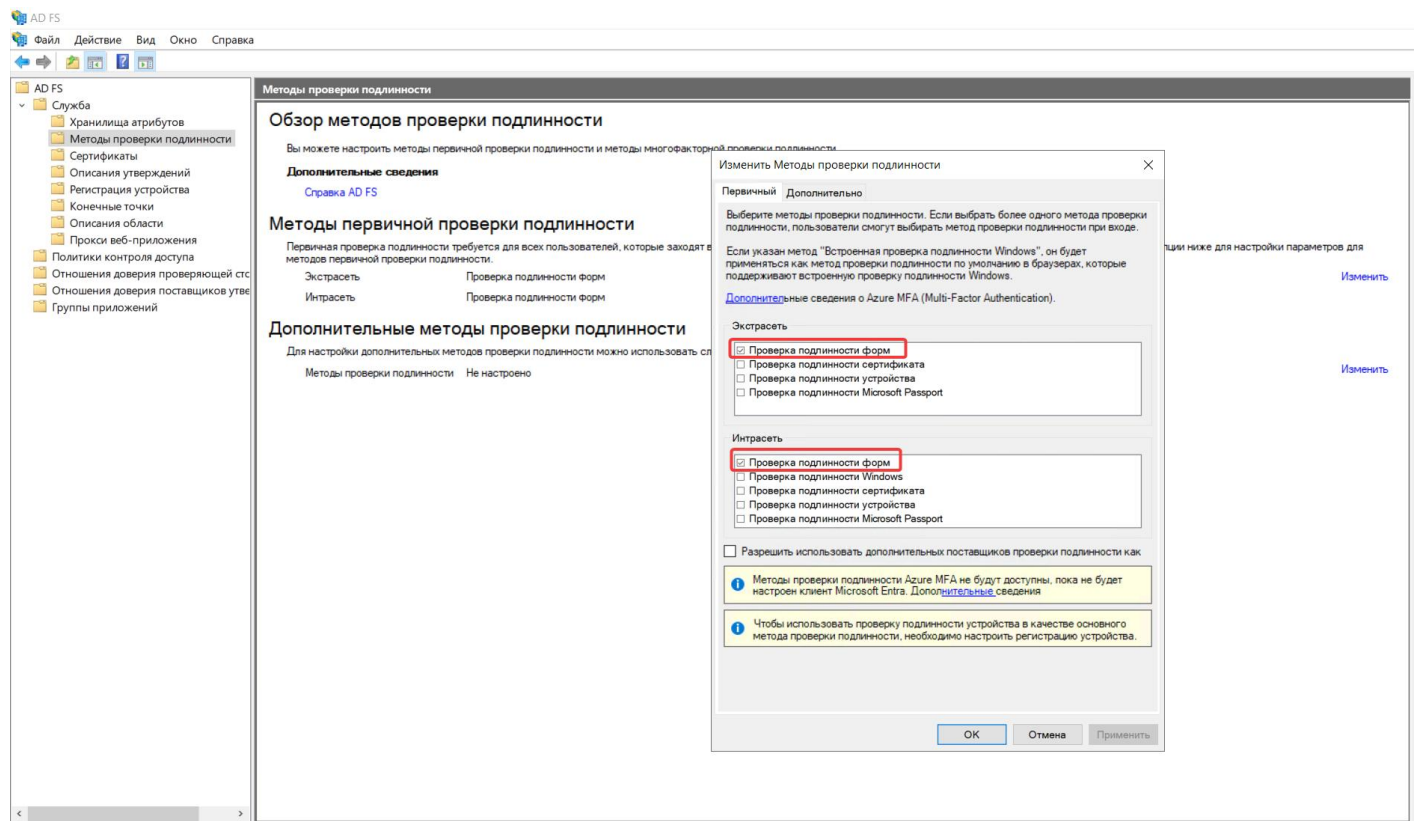 AD FS
Файл Действие Вид Окно Справка
AD FS
Служба
Хранилища атрибутов
Методы проверки подлинности
Сертификаты
Описания утверждений
Регистрация устройства
Конечные точки
Описания области
Прокси веб-приложения
Политики контроля доступа
Отношения доверия проверяющей стс
Отношения доверия поставщиков утве
Группы приложений
Методы проверки подлинности
Обзор методов проверки подлинности
Вы можете настроить методы первичной проверки подлинности и методы многофакторной проверки подлинности.
Дополнительные сведения
Справка AD FS
Методы первичной проверки подлинности
Первичная проверка подлинности требуется для всех пользователей, которые заходят в
пции ниже для настройки параметров для
методов первичной проверки подлинности.
Экстрасеть Проверка подлинности форм Изменить
Интрасеть Проверка подлинности форм
Дополнительные методы проверки подлинности
Для настройки дополнительных методов проверки подлинности можно использовать сл
Методы проверки подлинности Не настроено Изменить
Изменить Методы проверки подлинности
Первичный Дополнительно
Выберите методы проверки подлинности. Если выбрать более одного метода проверки
подлинности, пользователи смогут выбирать метод проверки подлинности при входе.
Если указан метод "Встроенная проверка подлинности Windows", он будет
применяться как метод проверки подлинности по умолчанию в браузерах, которые
поддерживают встроенную проверку подлинности Windows.
Дополнительные сведения о Azure MFA (Multi-Factor Authentication).
Экстрасеть
Проверка подлинности форм
Проверка подлинности сертификата
Проверка подлинности устройства
Проверка подлинности Microsoft Passport
Интрасеть
Проверка подлинности форм
Проверка подлинности Windows
Проверка подлинности сертификата
Проверка подлинности устройства
Проверка подлинности Microsoft Passport
Разрешить использовать дополнительных поставщиков проверки подлинности как
Методы проверки подлинности Azure MFA не будут доступны, пока не будет
настроен клиент Microsoft Entra. Дополнительные сведения
Чтобы использовать проверку подлинности устройства в качестве основного
метода проверки подлинности, необходимо настроить регистрацию устройства.
OK Отмена Применить